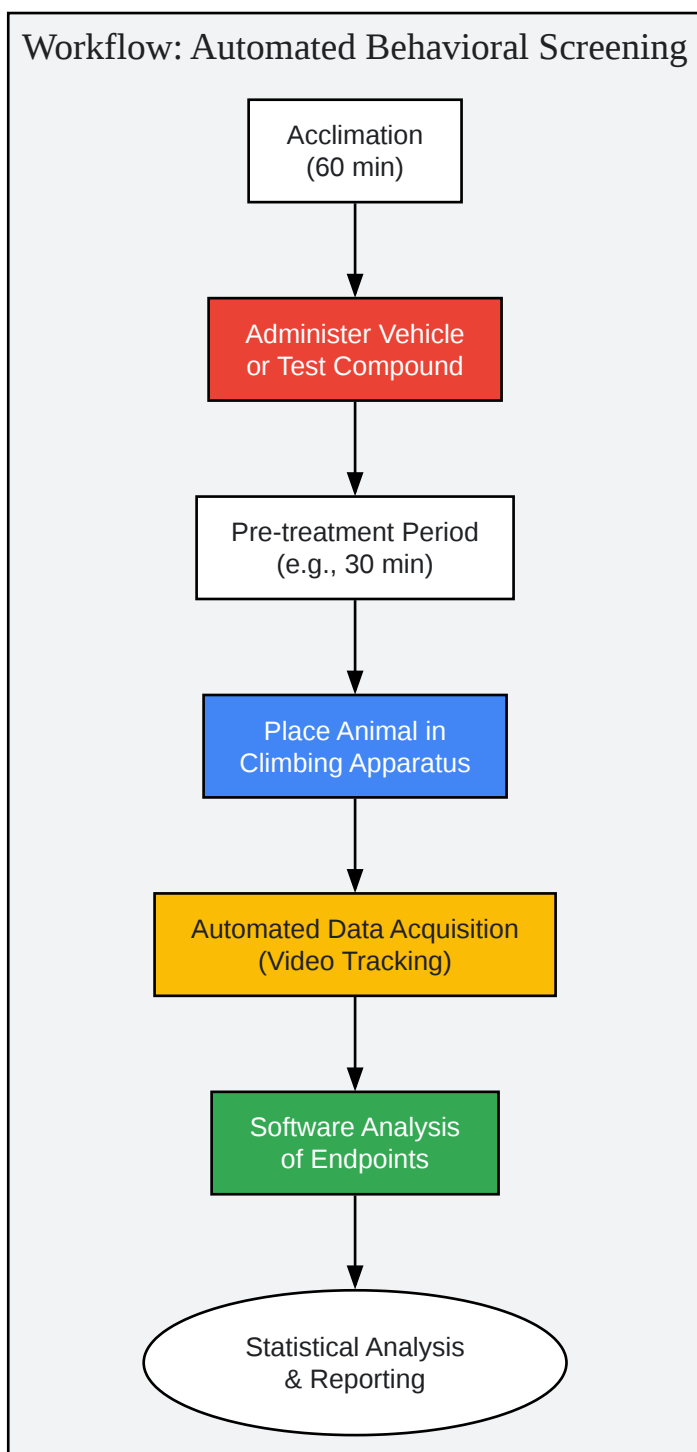 Workflow: Automated Behavioral Screening
Acclimation
(60 min)
Administer Vehicle
or Test Compound
Pre-treatment Period
(e.g., 30 min)
Place Animal in
Climbing Apparatus
Automated Data Acquisition
(Video Tracking)
Software Analysis
of Endpoints
Statistical Analysis
& Reporting